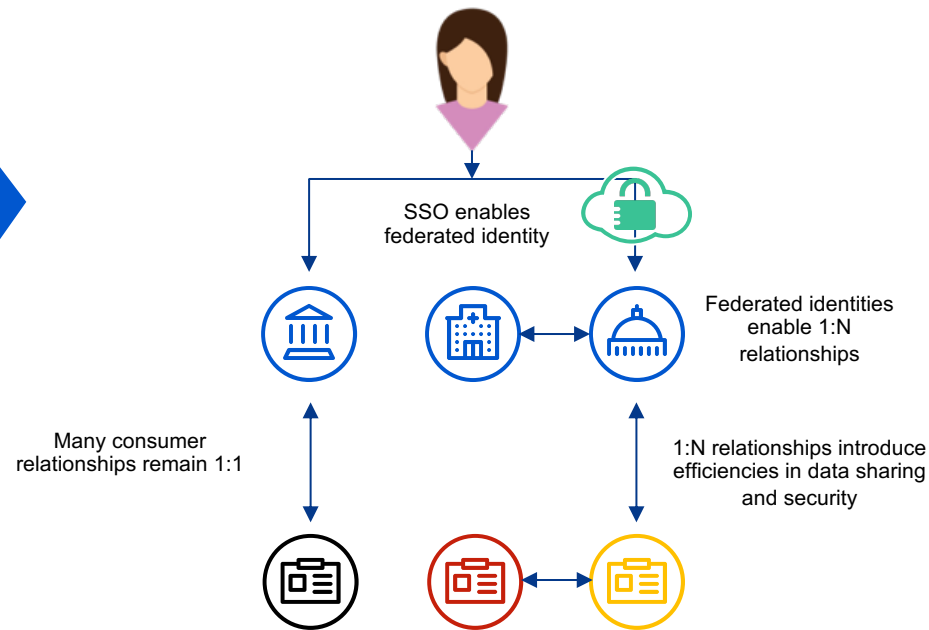 SSO enables
federated identity
Federated identities
enable 1:N
relationships
Many consumer
relationships remain 1:1
1:N relationships introduce
efficiencies in data sharing
and security